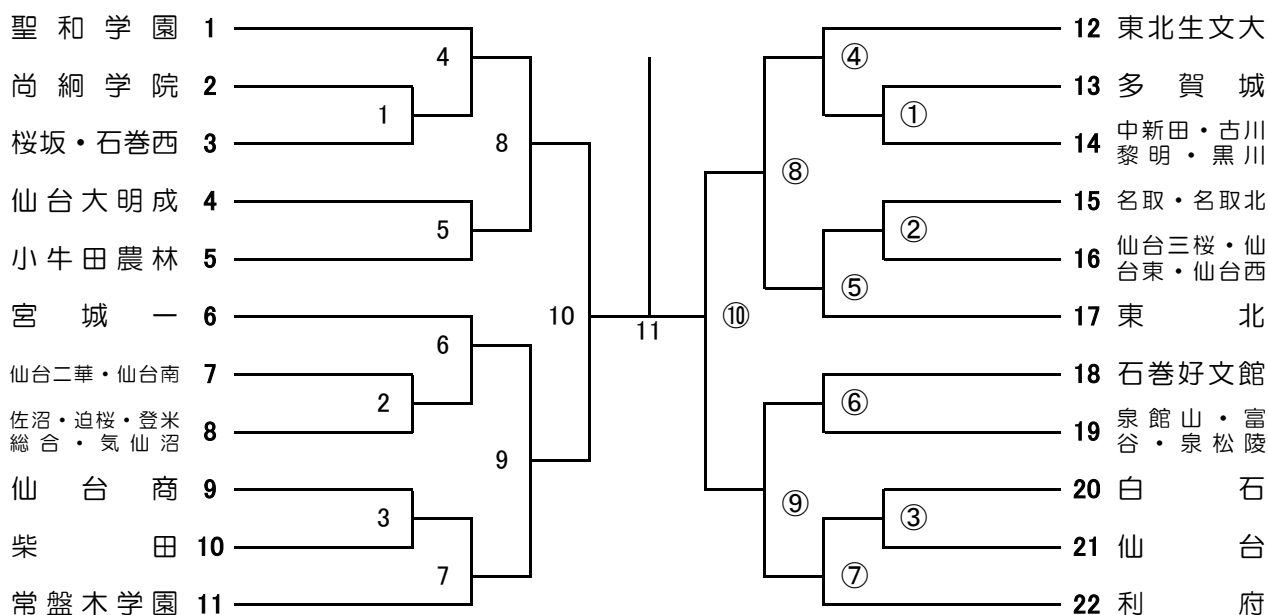 聖和学園 1
尚絅学院 2
桜坂・石巻西 3
仙台大明成 4
小牛田農林 5
宮城一 6
仙台二華・仙台南 7
佐沼・迫桜・登米
総合・気仙沼 8
仙台商 9
柴田 10
常盤木学園 11
4
1
8
5
10
6
2
9
3
7
11
④
①
⑧
②
⑤
⑩
⑥
⑨
③
⑦
12 東北生文大
13 多賀城
14 中新田・古川
黎明・黒川
15 名取・名取北
16 仙台三桜・仙
台東・仙台西
17 東北
18 石巻好文館
19 泉館山・富
谷・泉松陵
20 白石
21 仙台
22 利府